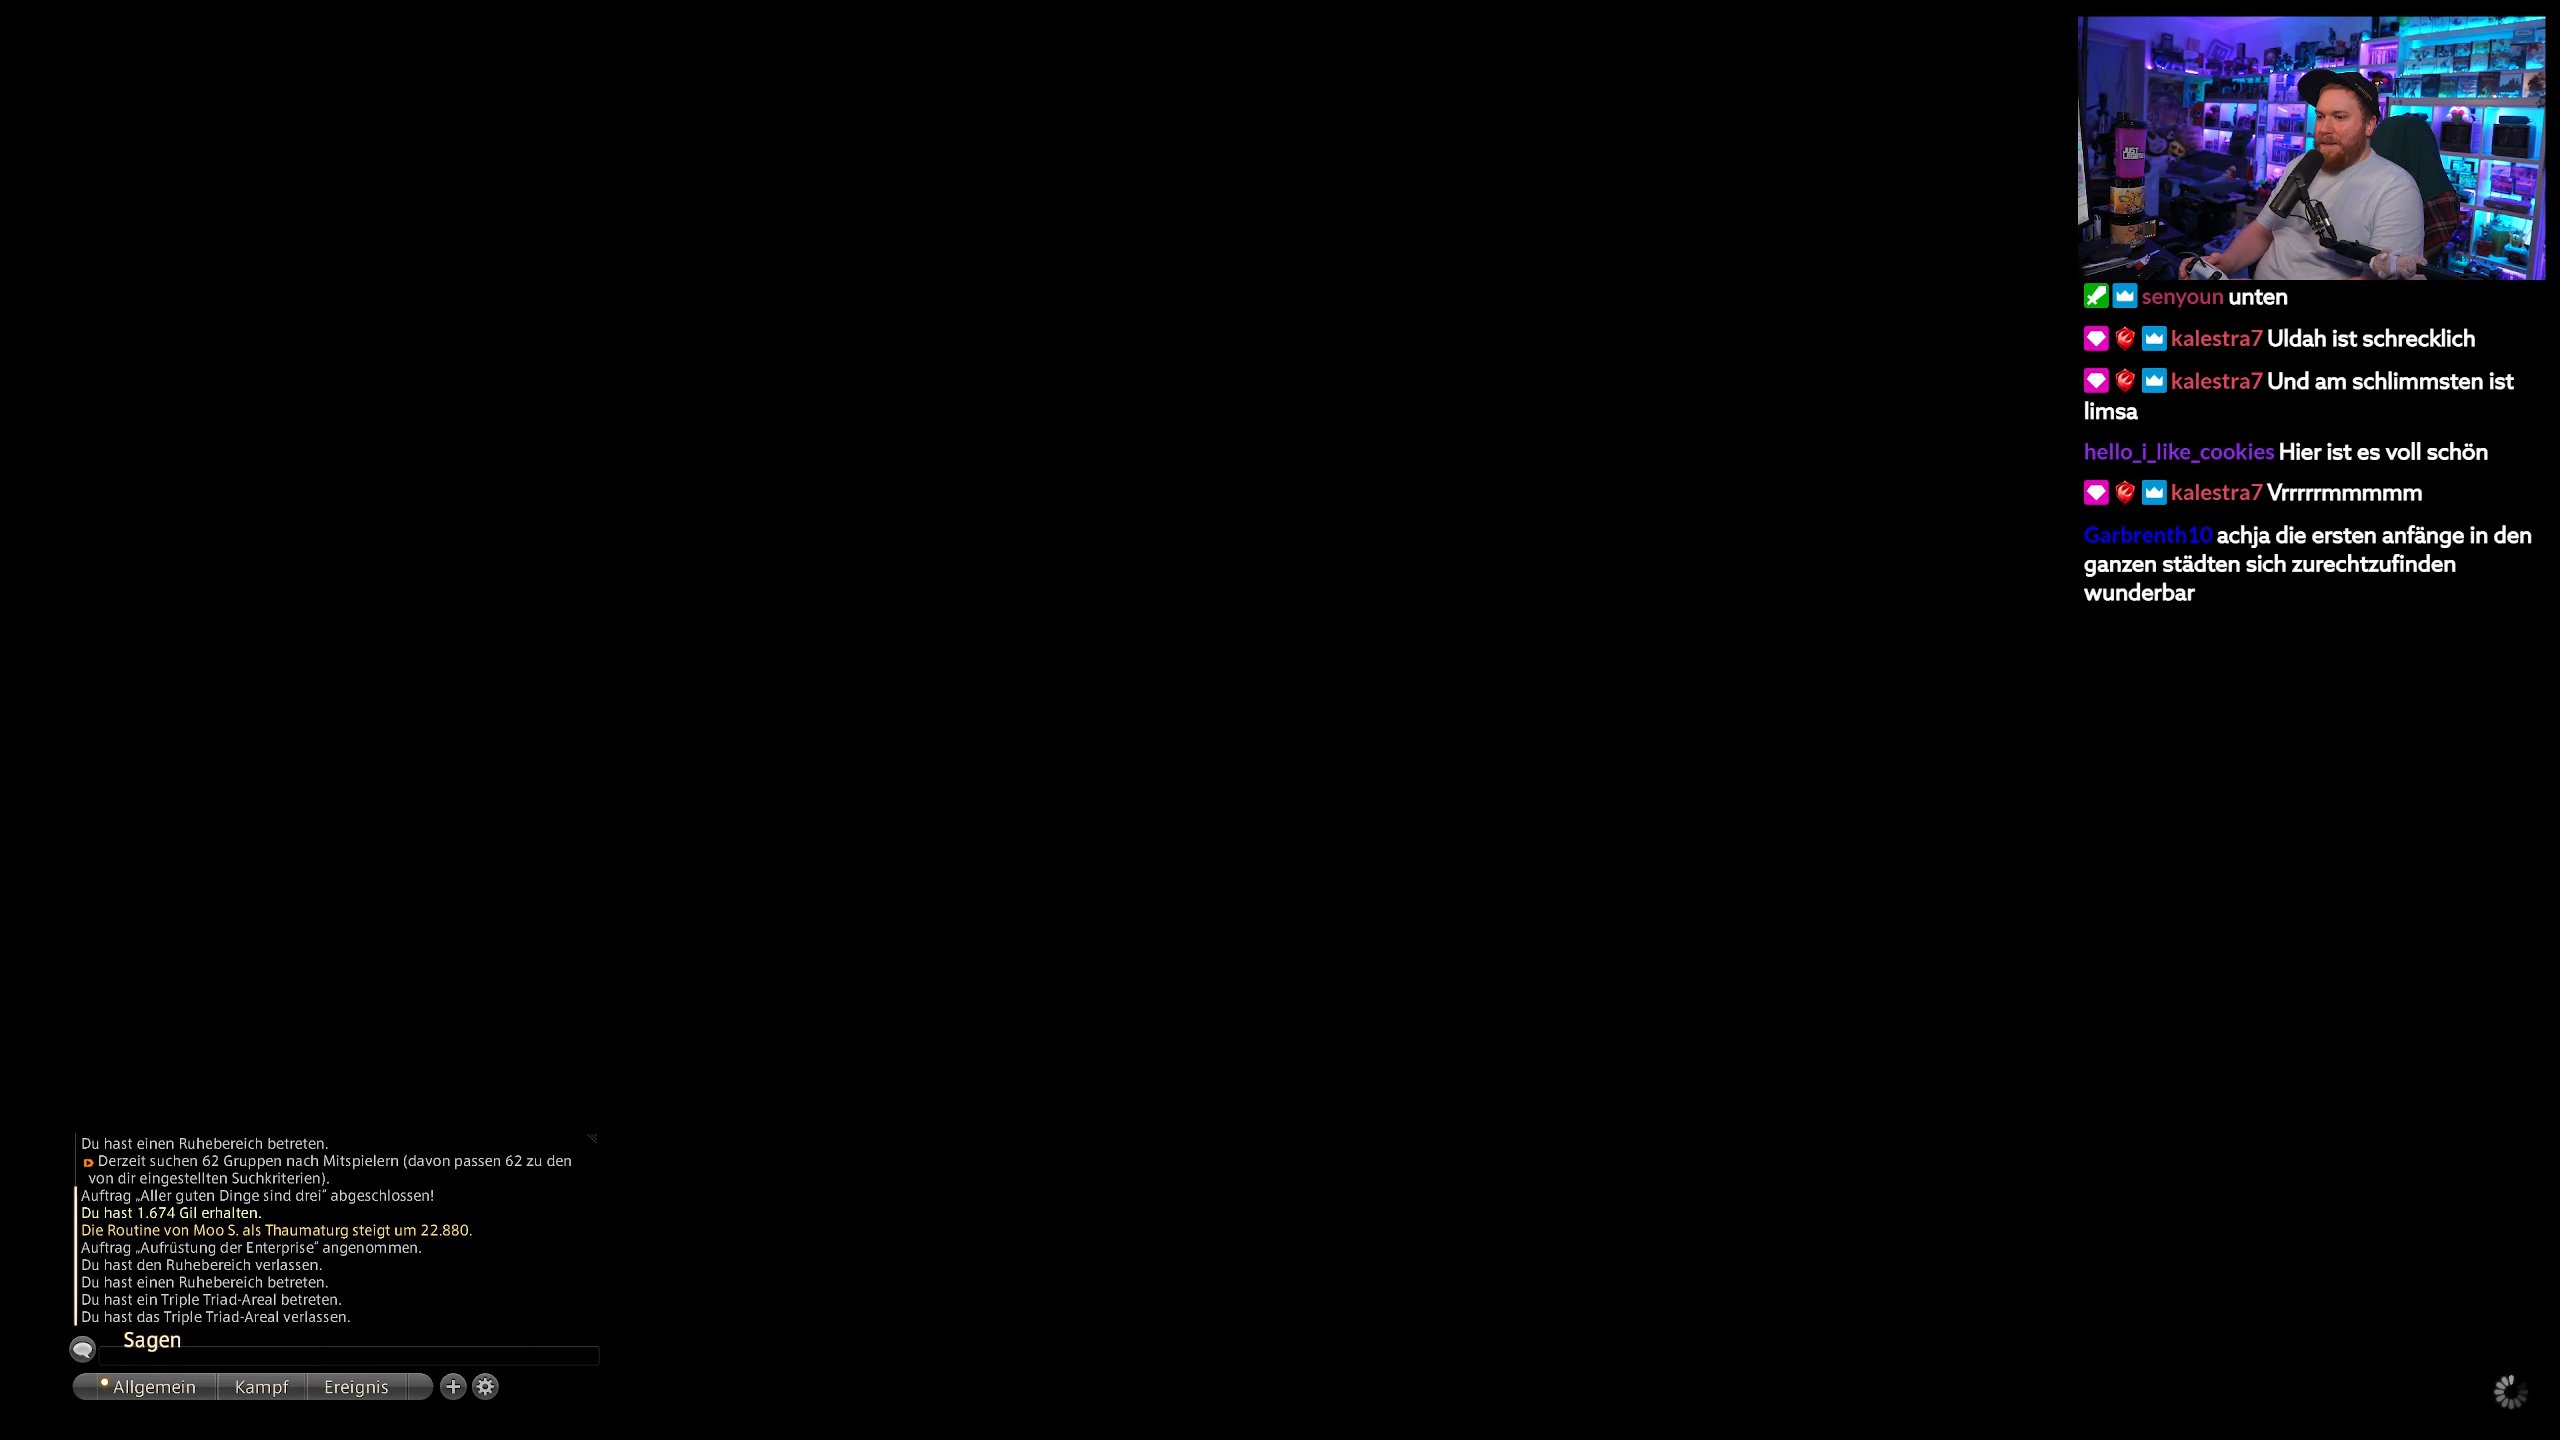 JUST
senyoun unten
kalestra7 Uldah ist schrecklich
kalestra7 Und am schlimmsten ist
limsa
hello_i_like_cookies Hier ist es voll schön
kalestra7 Vrrrrrmmmmm
Garbrenth10 achja die ersten anfänge in den
ganzen städten sich zurechtzufinden
wunderbar
Du hast einen Ruhebereich betreten.
Derzeit suchen 62 Gruppen nach Mitspielern (davon passen 62 zu den
von dir eingestellten Suchkriterien).
Auftrag „Aller guten Dinge sind drei“ abgeschlossen!
Du hast 1.674 Gil erhalten.
Die Routine von Moo S. als Thaumaturg steigt um 22.880.
Auftrag „Aufrüstung der Enterprise“ angenommen.
Du hast den Ruhebereich verlassen.
Du hast einen Ruhebereich betreten.
Du hast ein Triple Triad-Areal betreten.
Du hast das Triple Triad-Areal verlassen.
Sagen
Allgemein Kampf Ereignis